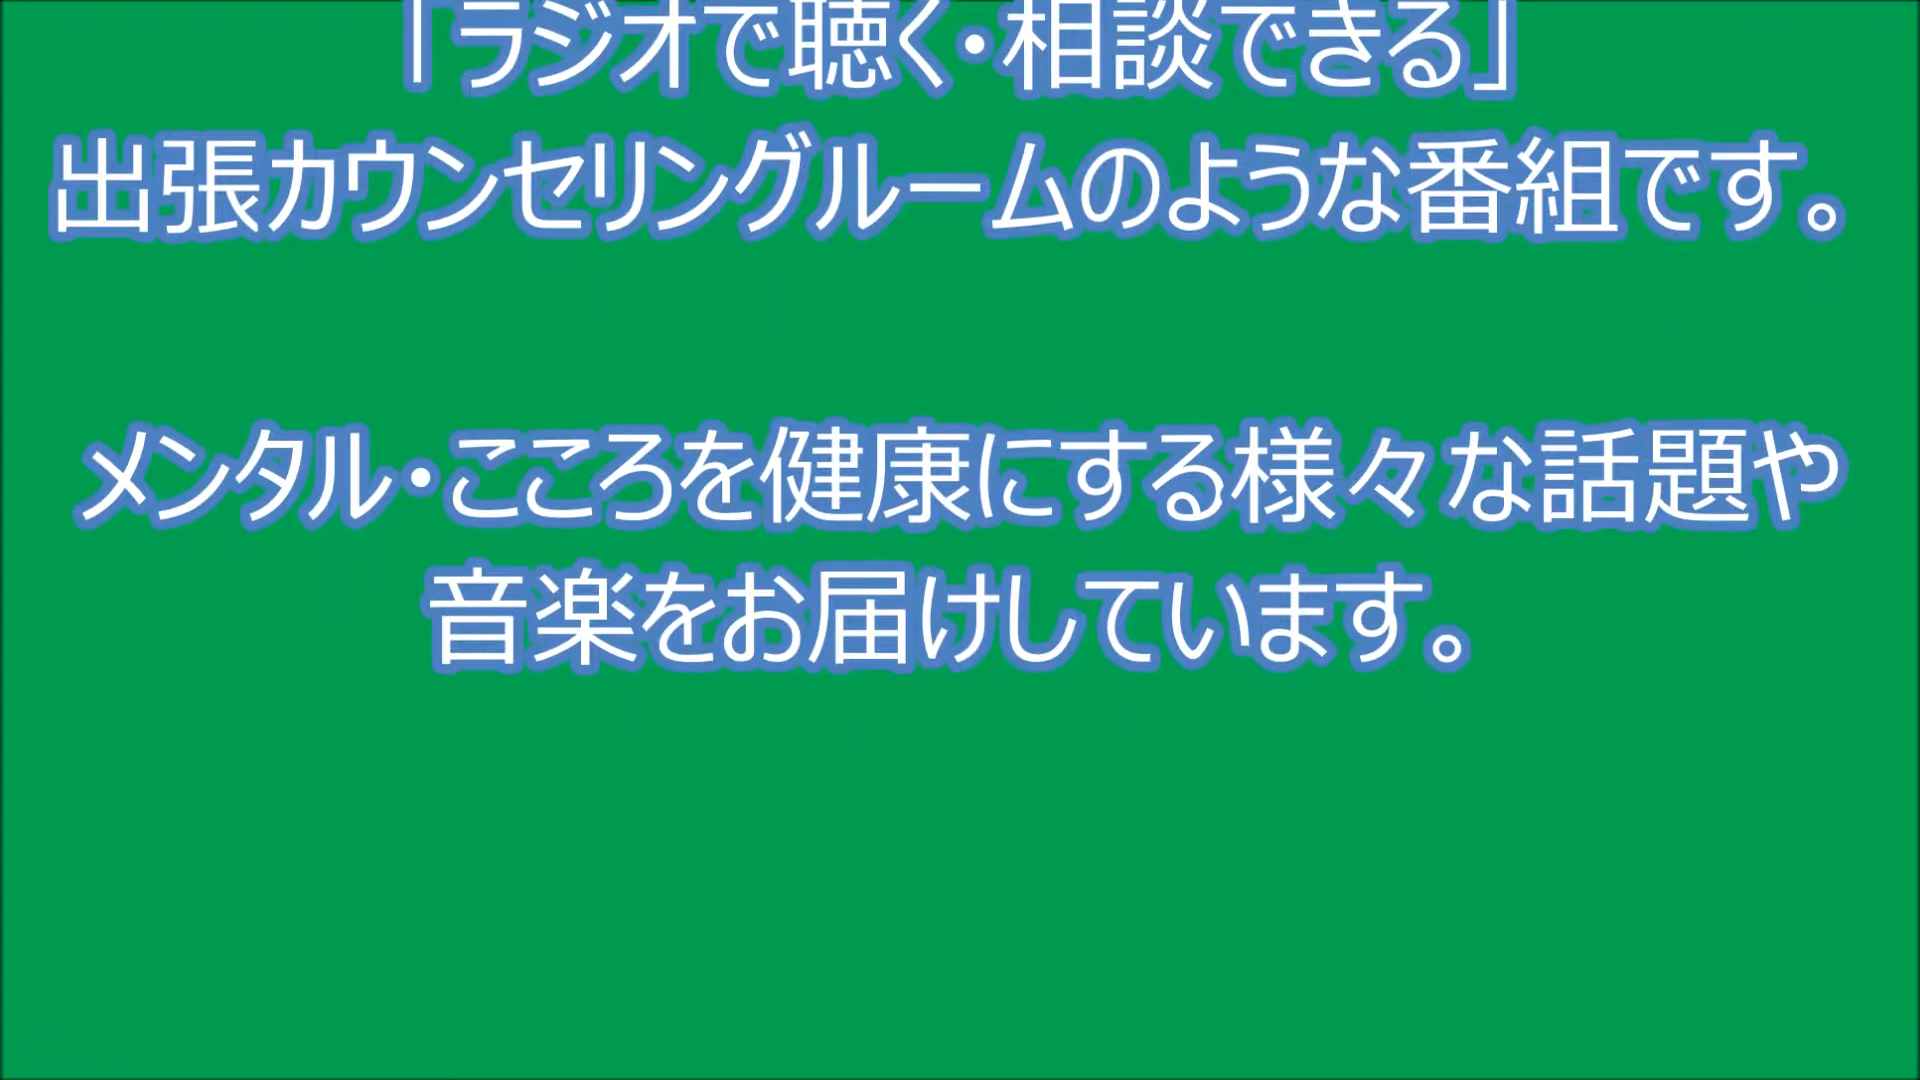 「ラジオで聴く・相談できる」
出張カウンセリングルームのような番組です。
メンタル・こころを健康にする様々な話題や
音楽をお届けしています。